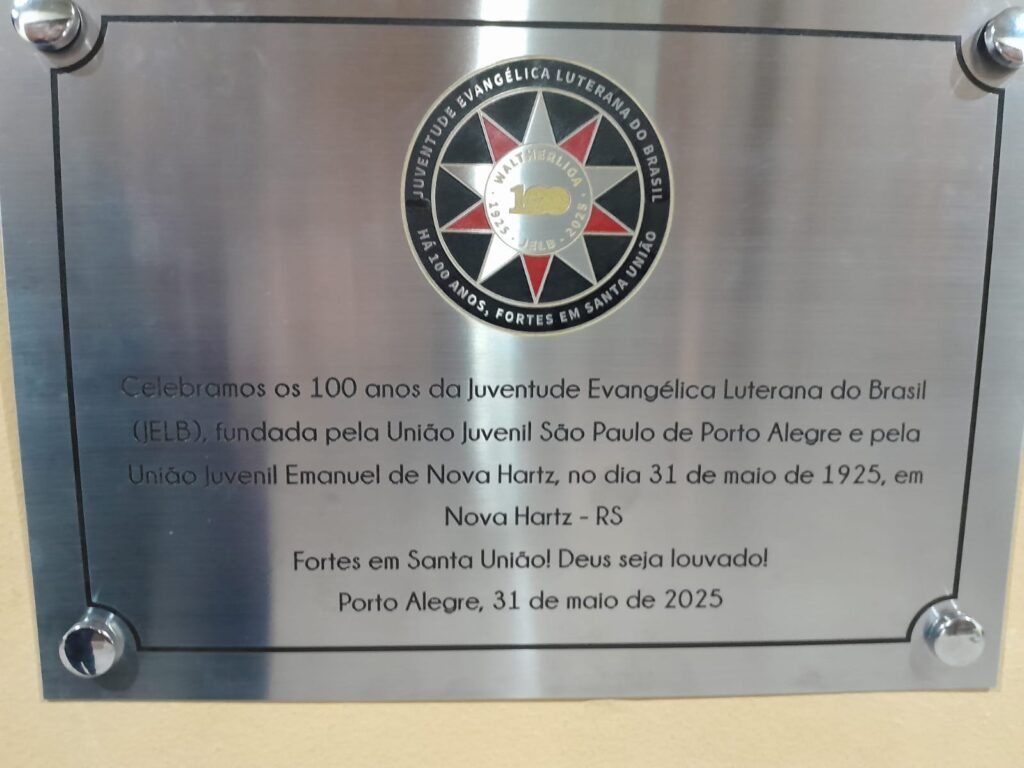 JUVENTUDE EVANGÉLICA LUTERANA DO BRASIL
HÁ 100 ANOS, FORTES EM SANTA UNIÃO
WALTHERLIGA
100
1925 · JELB · 2025
Celebramos os 100 anos da Juventude Evangélica Luterana do Brasil
(JELB), fundada pela União Juvenil São Paulo de Porto Alegre e pela
União Juvenil Emanuel de Nova Hartz, no dia 31 de maio de 1925, em
Nova Hartz - RS
Fortes em Santa União! Deus seja louvado!
Porto Alegre, 31 de maio de 2025